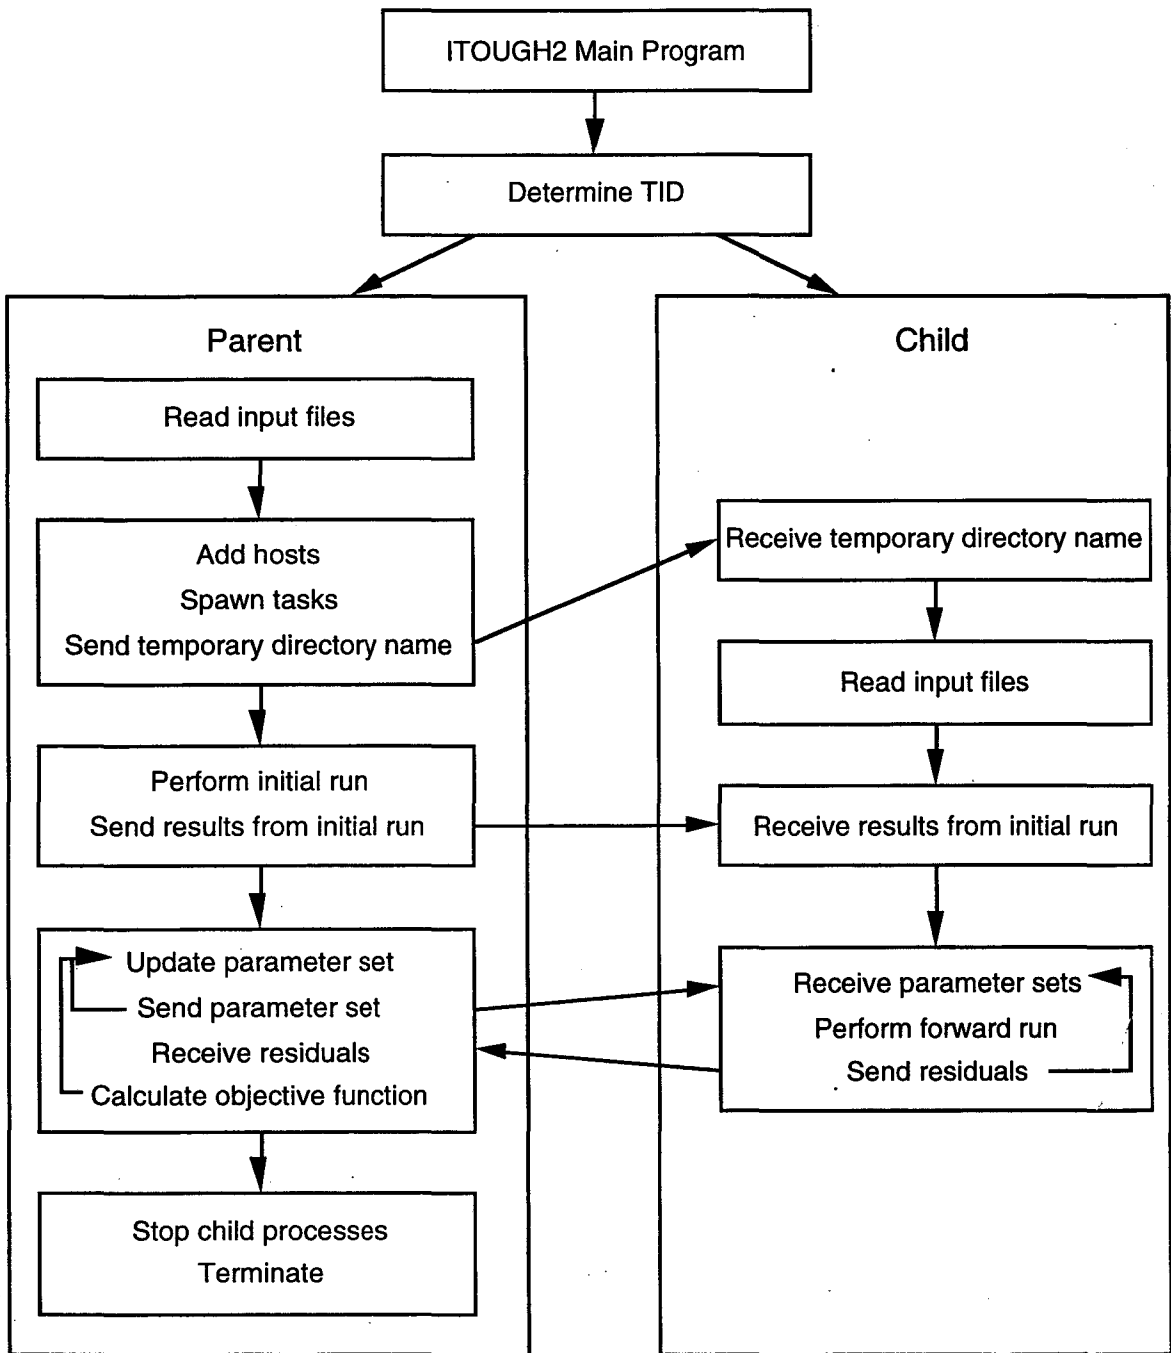 ITOUGH2 Main Program
Determine TID
Parent
Read input files
Add hosts
Spawn tasks
Send temporary directory name
Perform initial run
Send results from initial run
Update parameter set
Send parameter set
Receive residuals
Calculate objective function
Stop child processes
Terminate
Child
Receive temporary directory name
Read input files
Receive results from initial run
Receive parameter sets
Perform forward run
Send residuals